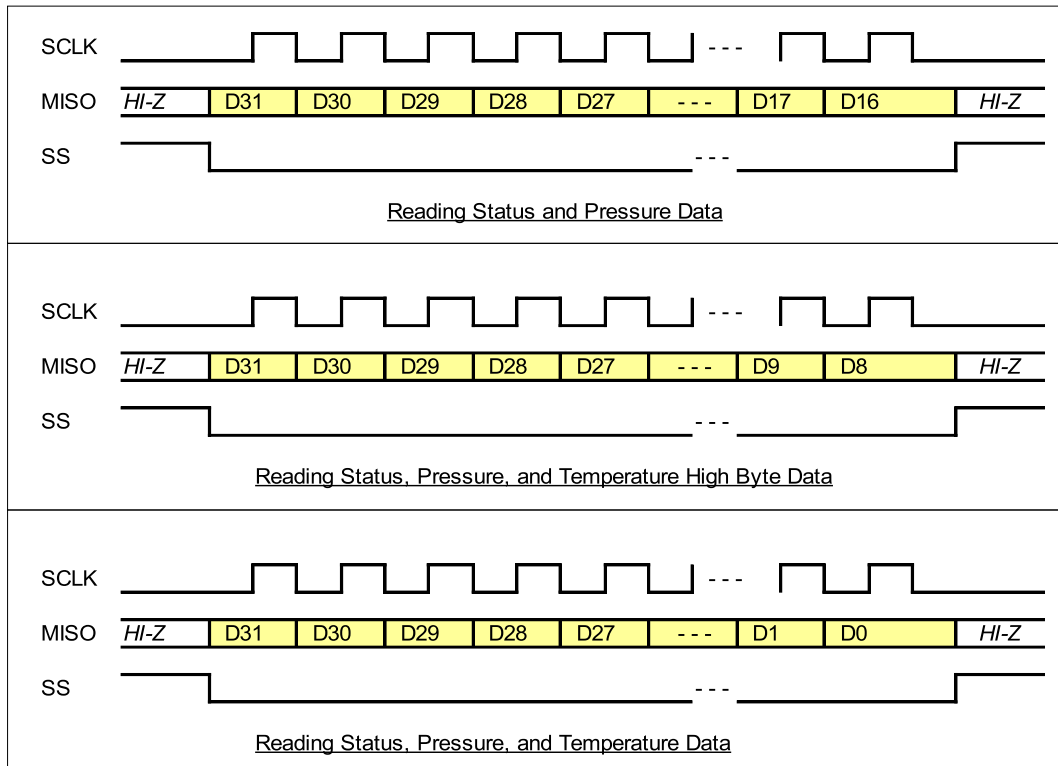 SCLK - - -
MISO HI-Z D31 D30 D29 D28 D27 - - - D17 D16 HI-Z
SS - - -
Reading Status and Pressure Data
SCLK - - -
MISO HI-Z D31 D30 D29 D28 D27 - - - D9 D8 HI-Z
SS - - -
Reading Status, Pressure, and Temperature High Byte Data
SCLK - - -
MISO HI-Z D31 D30 D29 D28 D27 - - - D1 D0 HI-Z
SS - - -
Reading Status, Pressure, and Temperature Data